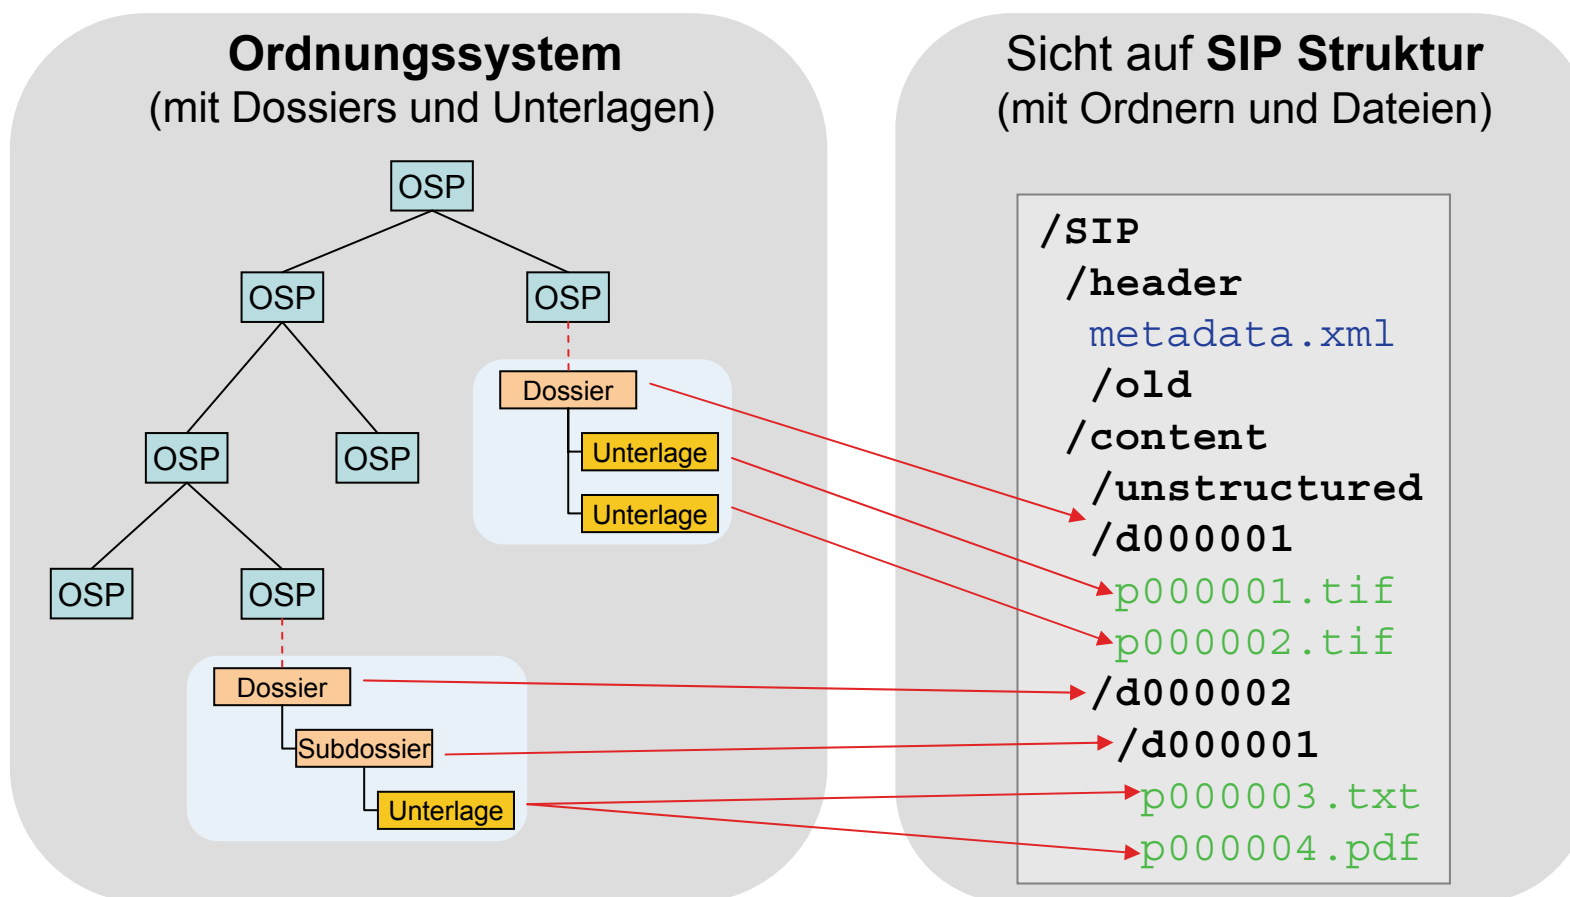 Ordnungssystem
(mit Dossiers und Unterlagen)
OSP
OSP
OSP
Dossier
Unterlage
Unterlage
OSP
OSP
OSP
OSP
Dossier
Subdossier
Unterlage
Sicht auf SIP Struktur
(mit Ordnern und Dateien)
/SIP
/header
metadata.xml
/old
/content
/unstructured
/d000001
p000001.tif
p000002.tif
/d000002
/d000001
p000003.txt
p000004.pdf